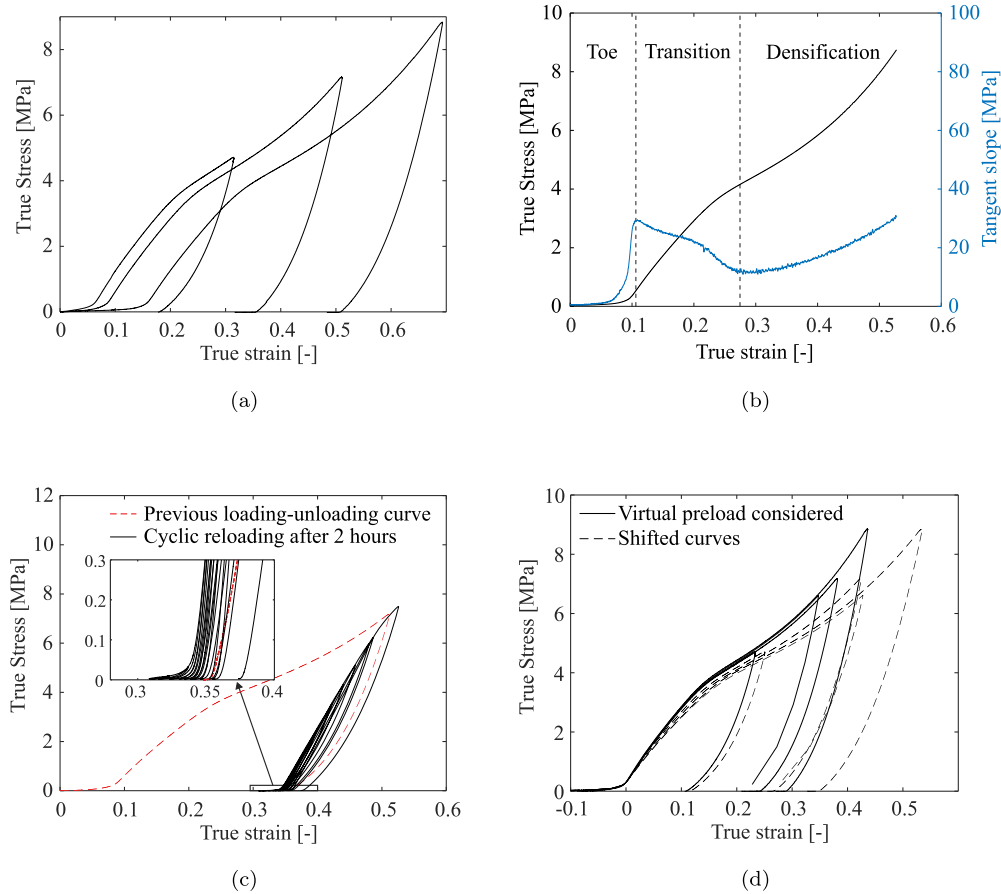 8
6
4
2
0
True Stress [MPa]
0 0.1 0.2 0.3 0.4 0.5 0.6
True strain [-]
(a)
10
8
6
4
2
0
True Stress [MPa]
Toe Transition Densification
100
80
60
40
20
0
Tangent slope [MPa]
0 0.1 0.2 0.3 0.4 0.5 0.6
True strain [-]
(b)
12
10
8
6
4
2
0
True Stress [MPa]
Previous loading-unloading curve
Cyclic reloading after 2 hours
0.3
0.2
0.1
0
0.3 0.35 0.4
0 0.1 0.2 0.3 0.4 0.5 0.6
True strain [-]
(c)
10
8
6
4
2
0
True Stress [MPa]
Virtual preload considered
Shifted curves
-0.1 0 0.1 0.2 0.3 0.4 0.5
True strain [-]
(d)